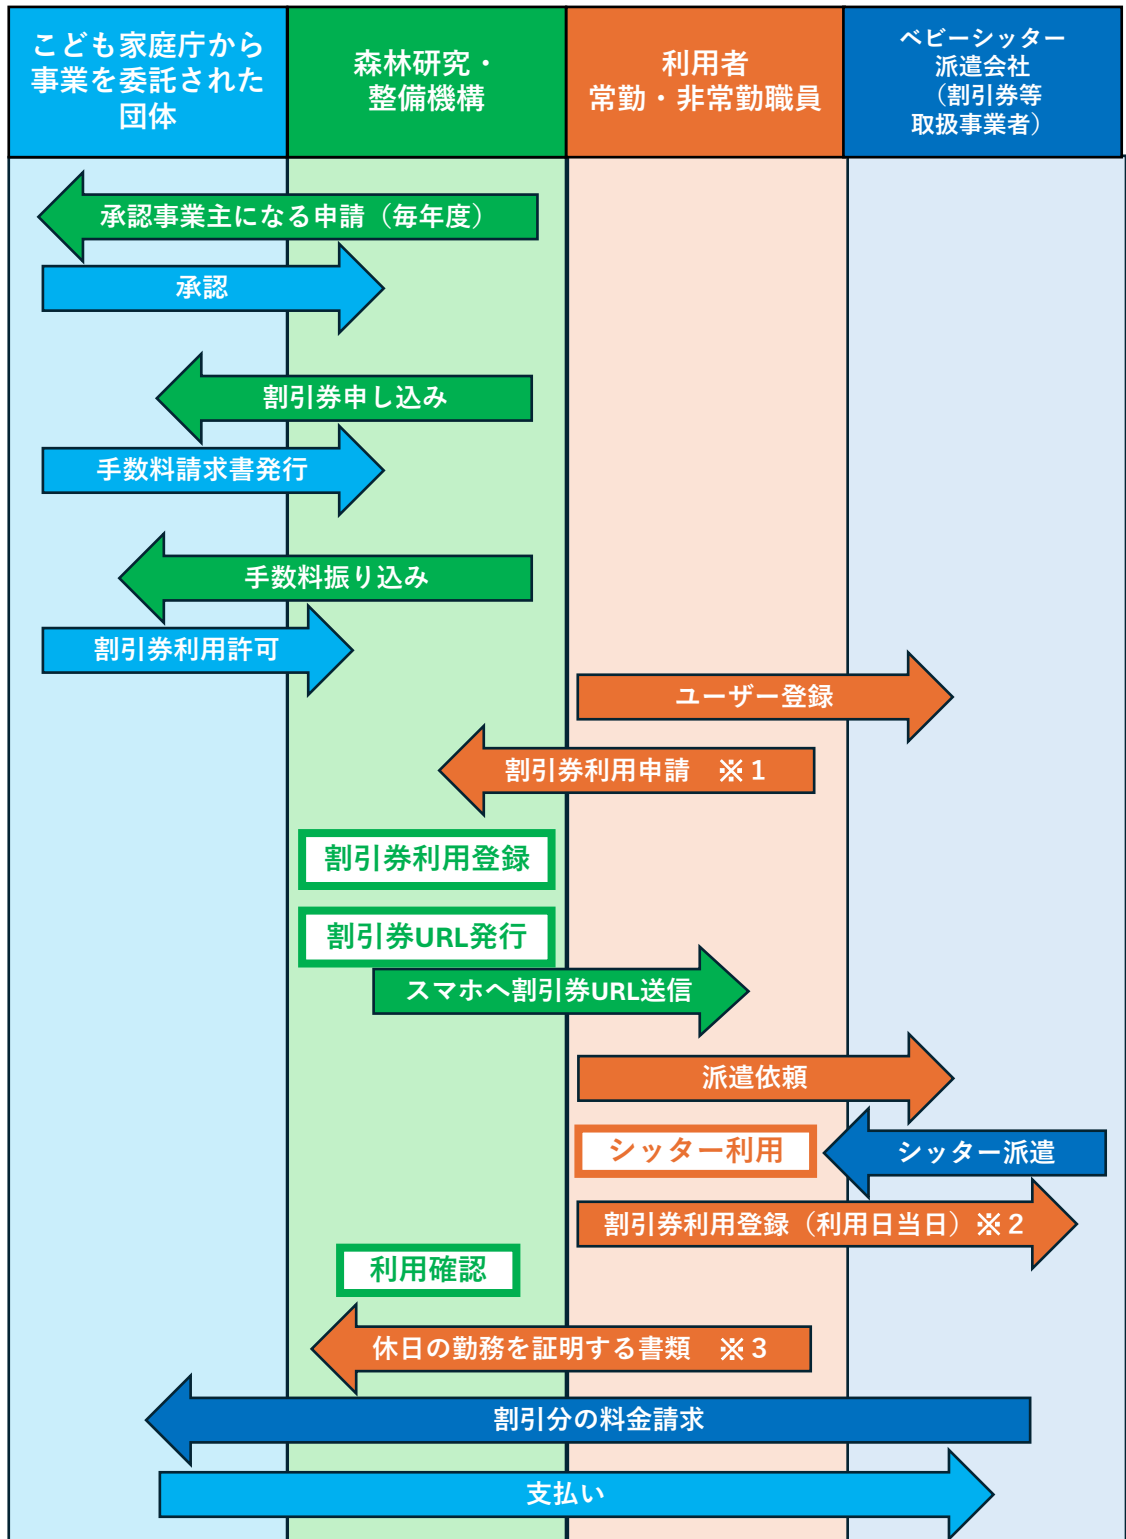 こども家庭庁から
事業を委託された
団体
森林研究・
整備機構
利用者
常勤・非常勤職員
ベビーシッター
派遣会社
（割引券等
取扱事業者）
承認事業主になる申請（毎年度）
承認
割引券申し込み
手数料請求書発行
手数料振り込み
割引券利用許可
ユーザー登録
割引券利用申請　※１
割引券利用登録
割引券URL発行
スマホへ割引券URL送信
派遣依頼
シッター利用
シッター派遣
割引券利用登録（利用日当日）※２
利用確認
休日の勤務を証明する書類　※３
割引分の料金請求
支払い